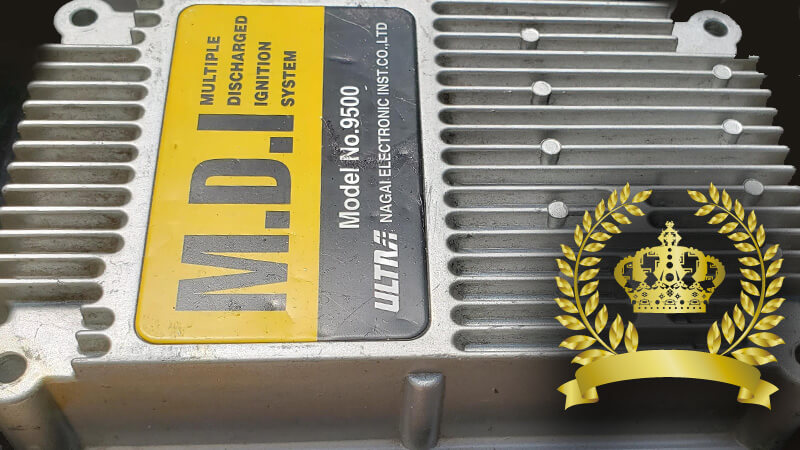 M.D.I
MULTIPLE
DISCHARGED
IGNITION
SYSTEM
Model No.9500
ULTRA NAGAI ELECTRONIC INST.CO.,LTD